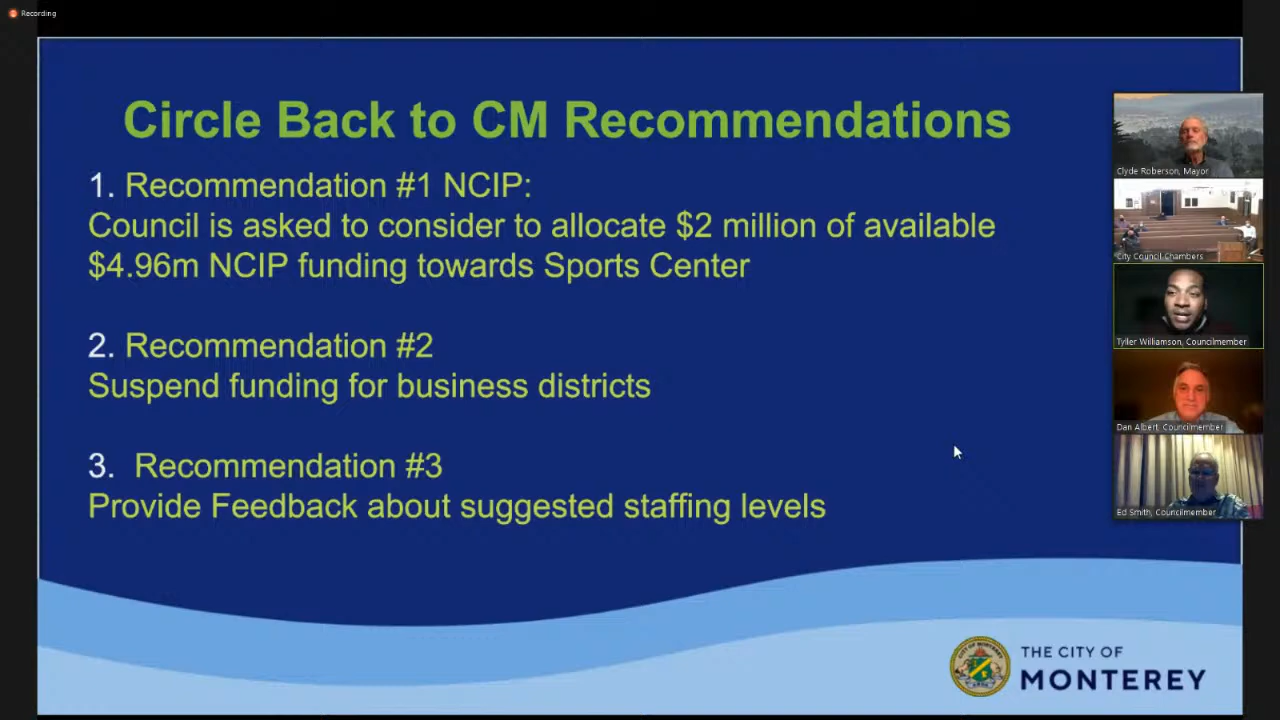 Recording
Circle Back to CM Recommendations
1. Recommendation #1 NCIP:
Council is asked to consider to allocate $2 million of available
$4.96m NCIP funding towards Sports Center
2. Recommendation #2
Suspend funding for business districts
3. Recommendation #3
Provide Feedback about suggested staffing levels
Clyde Roberson, Mayor
City Council Chambers
Tyller Williamson, Councilmember
Dan Albert, Councilmember
Ed Smith, Councilmember
THE CITY OF
MONTEREY